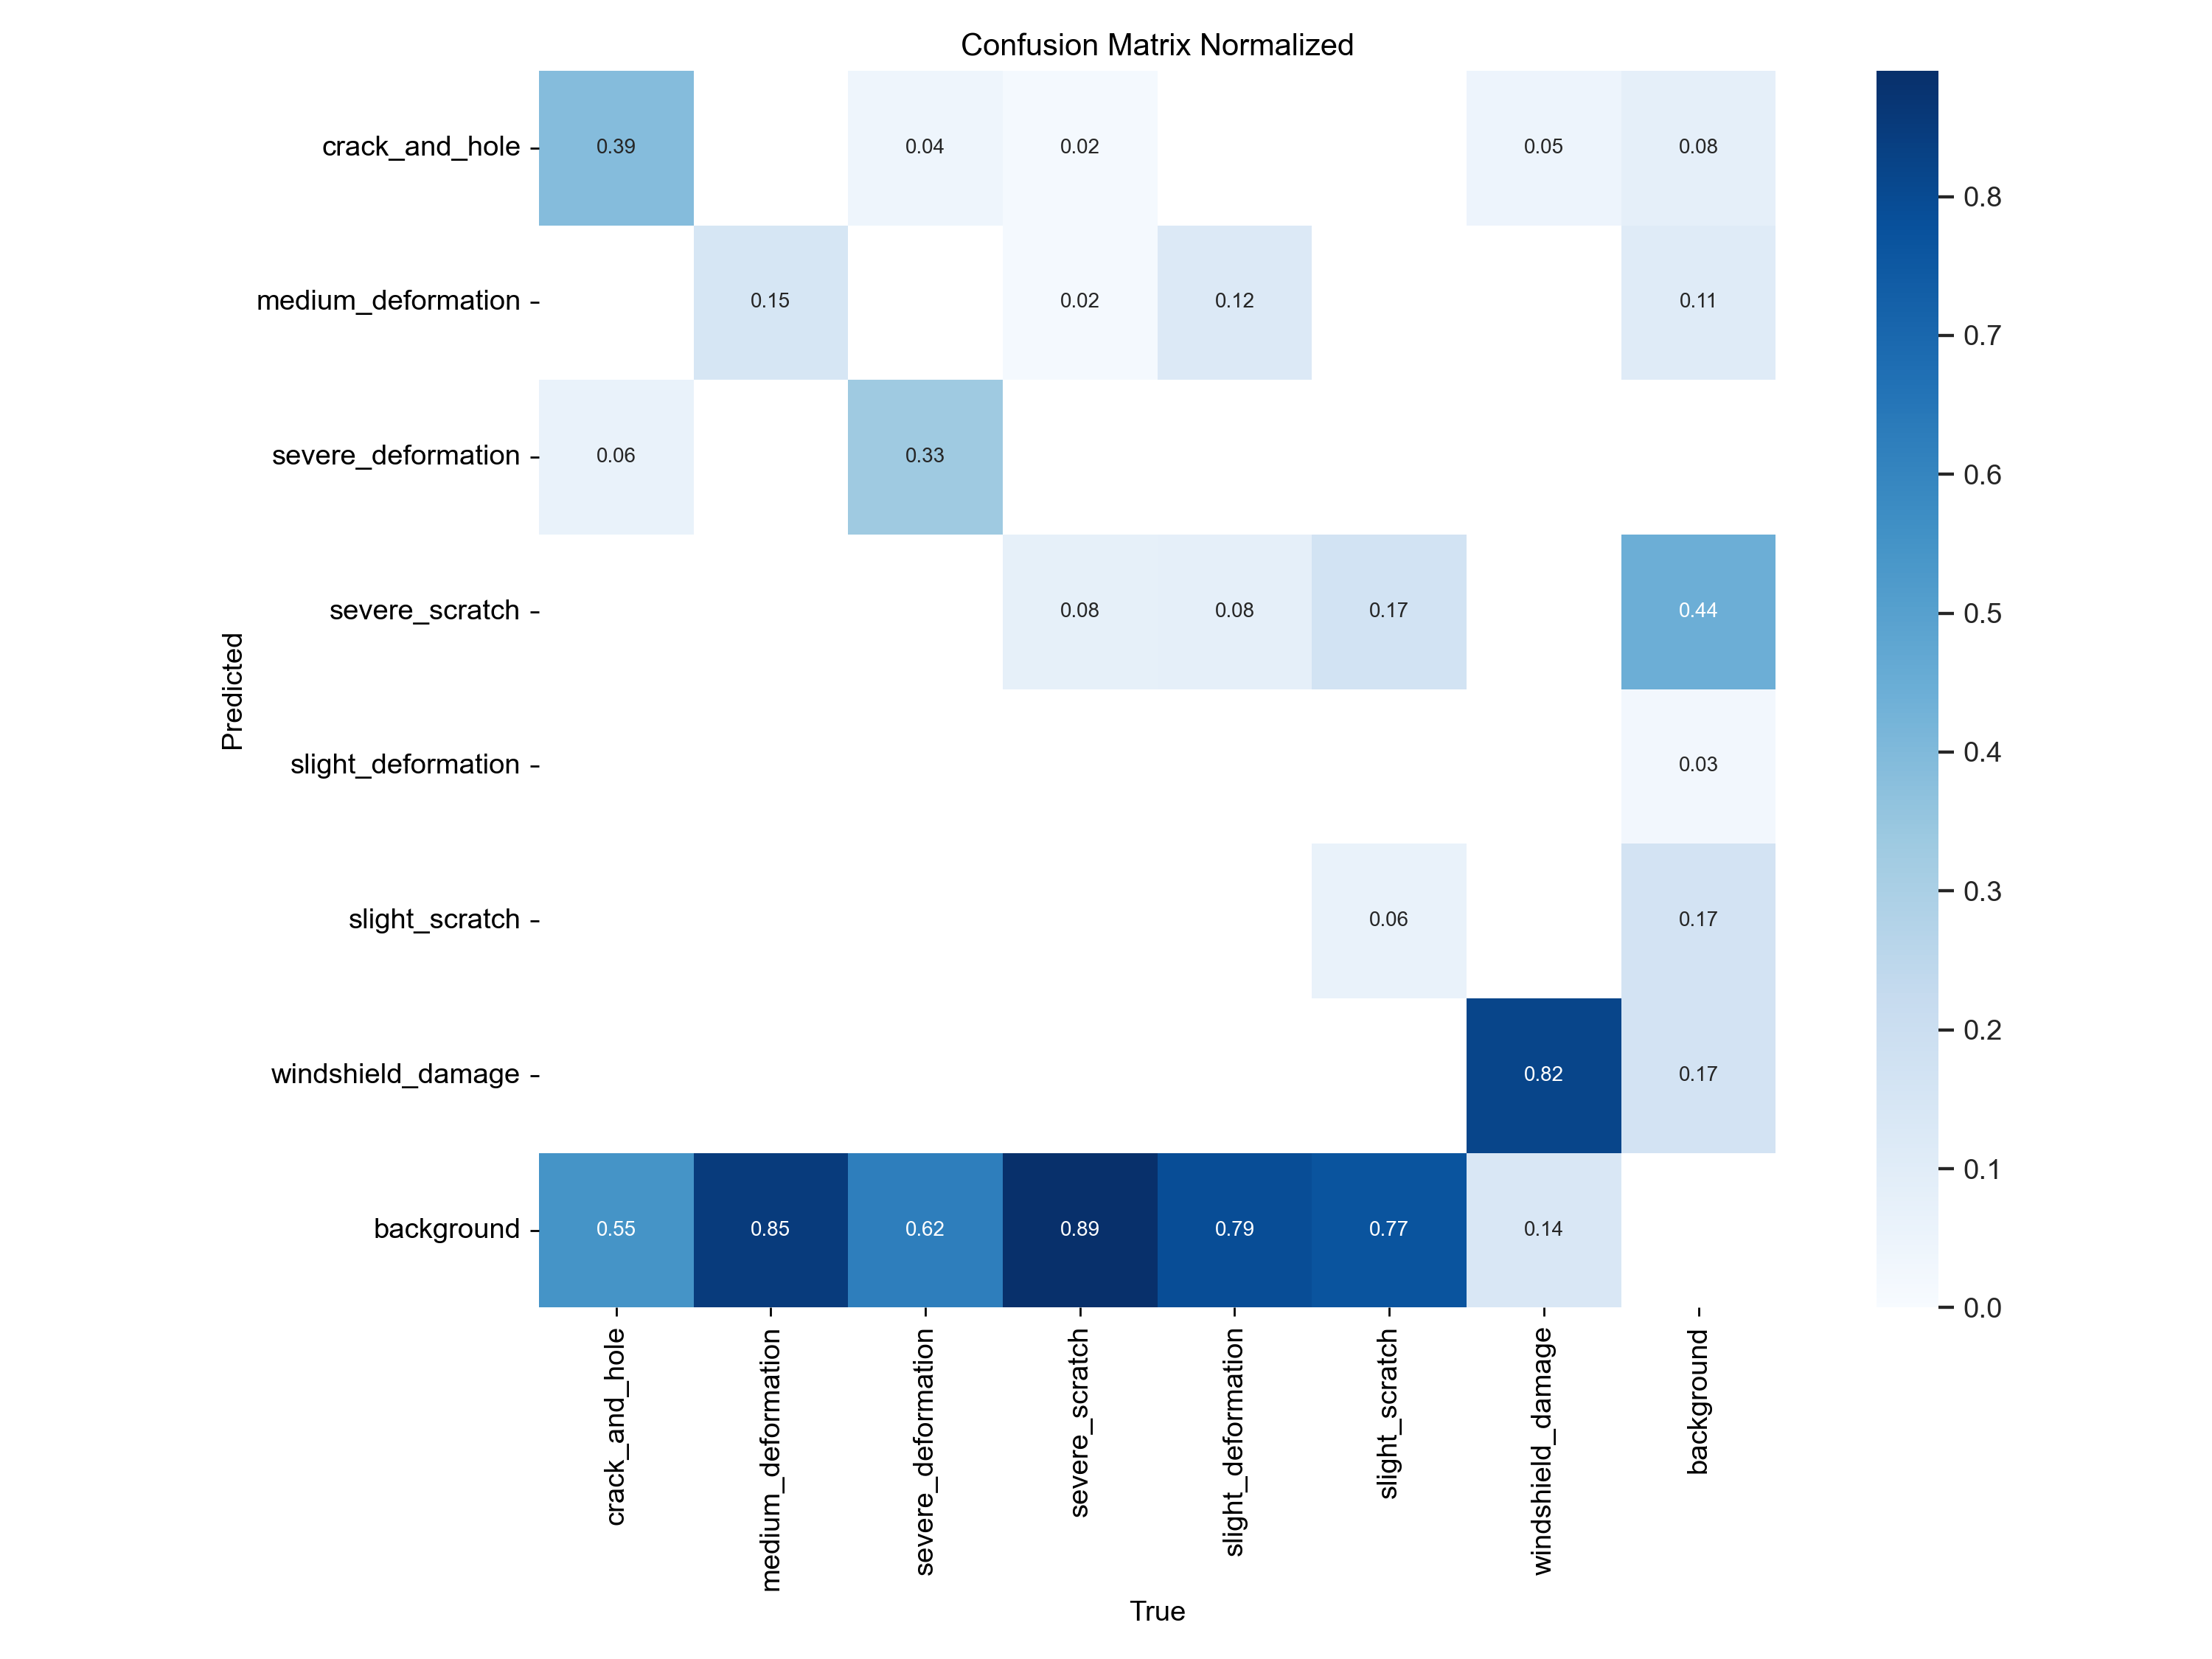 Confusion Matrix Normalized
crack_and_hole 0.39 0.04 0.02 0.05 0.08
medium_deformation 0.15 0.02 0.12 0.11
severe_deformation 0.06 0.33
severe_scratch 0.08 0.08 0.17 0.44
slight_deformation 0.03
slight_scratch 0.06 0.17
windshield_damage 0.82 0.17
background 0.55 0.85 0.62 0.89 0.79 0.77 0.14
Predicted
crack_and_hole
medium_deformation
severe_deformation
severe_scratch
slight_deformation
slight_scratch
windshield_damage
background
True
0.8
0.7
0.6
0.5
0.4
0.3
0.2
0.1
0.0